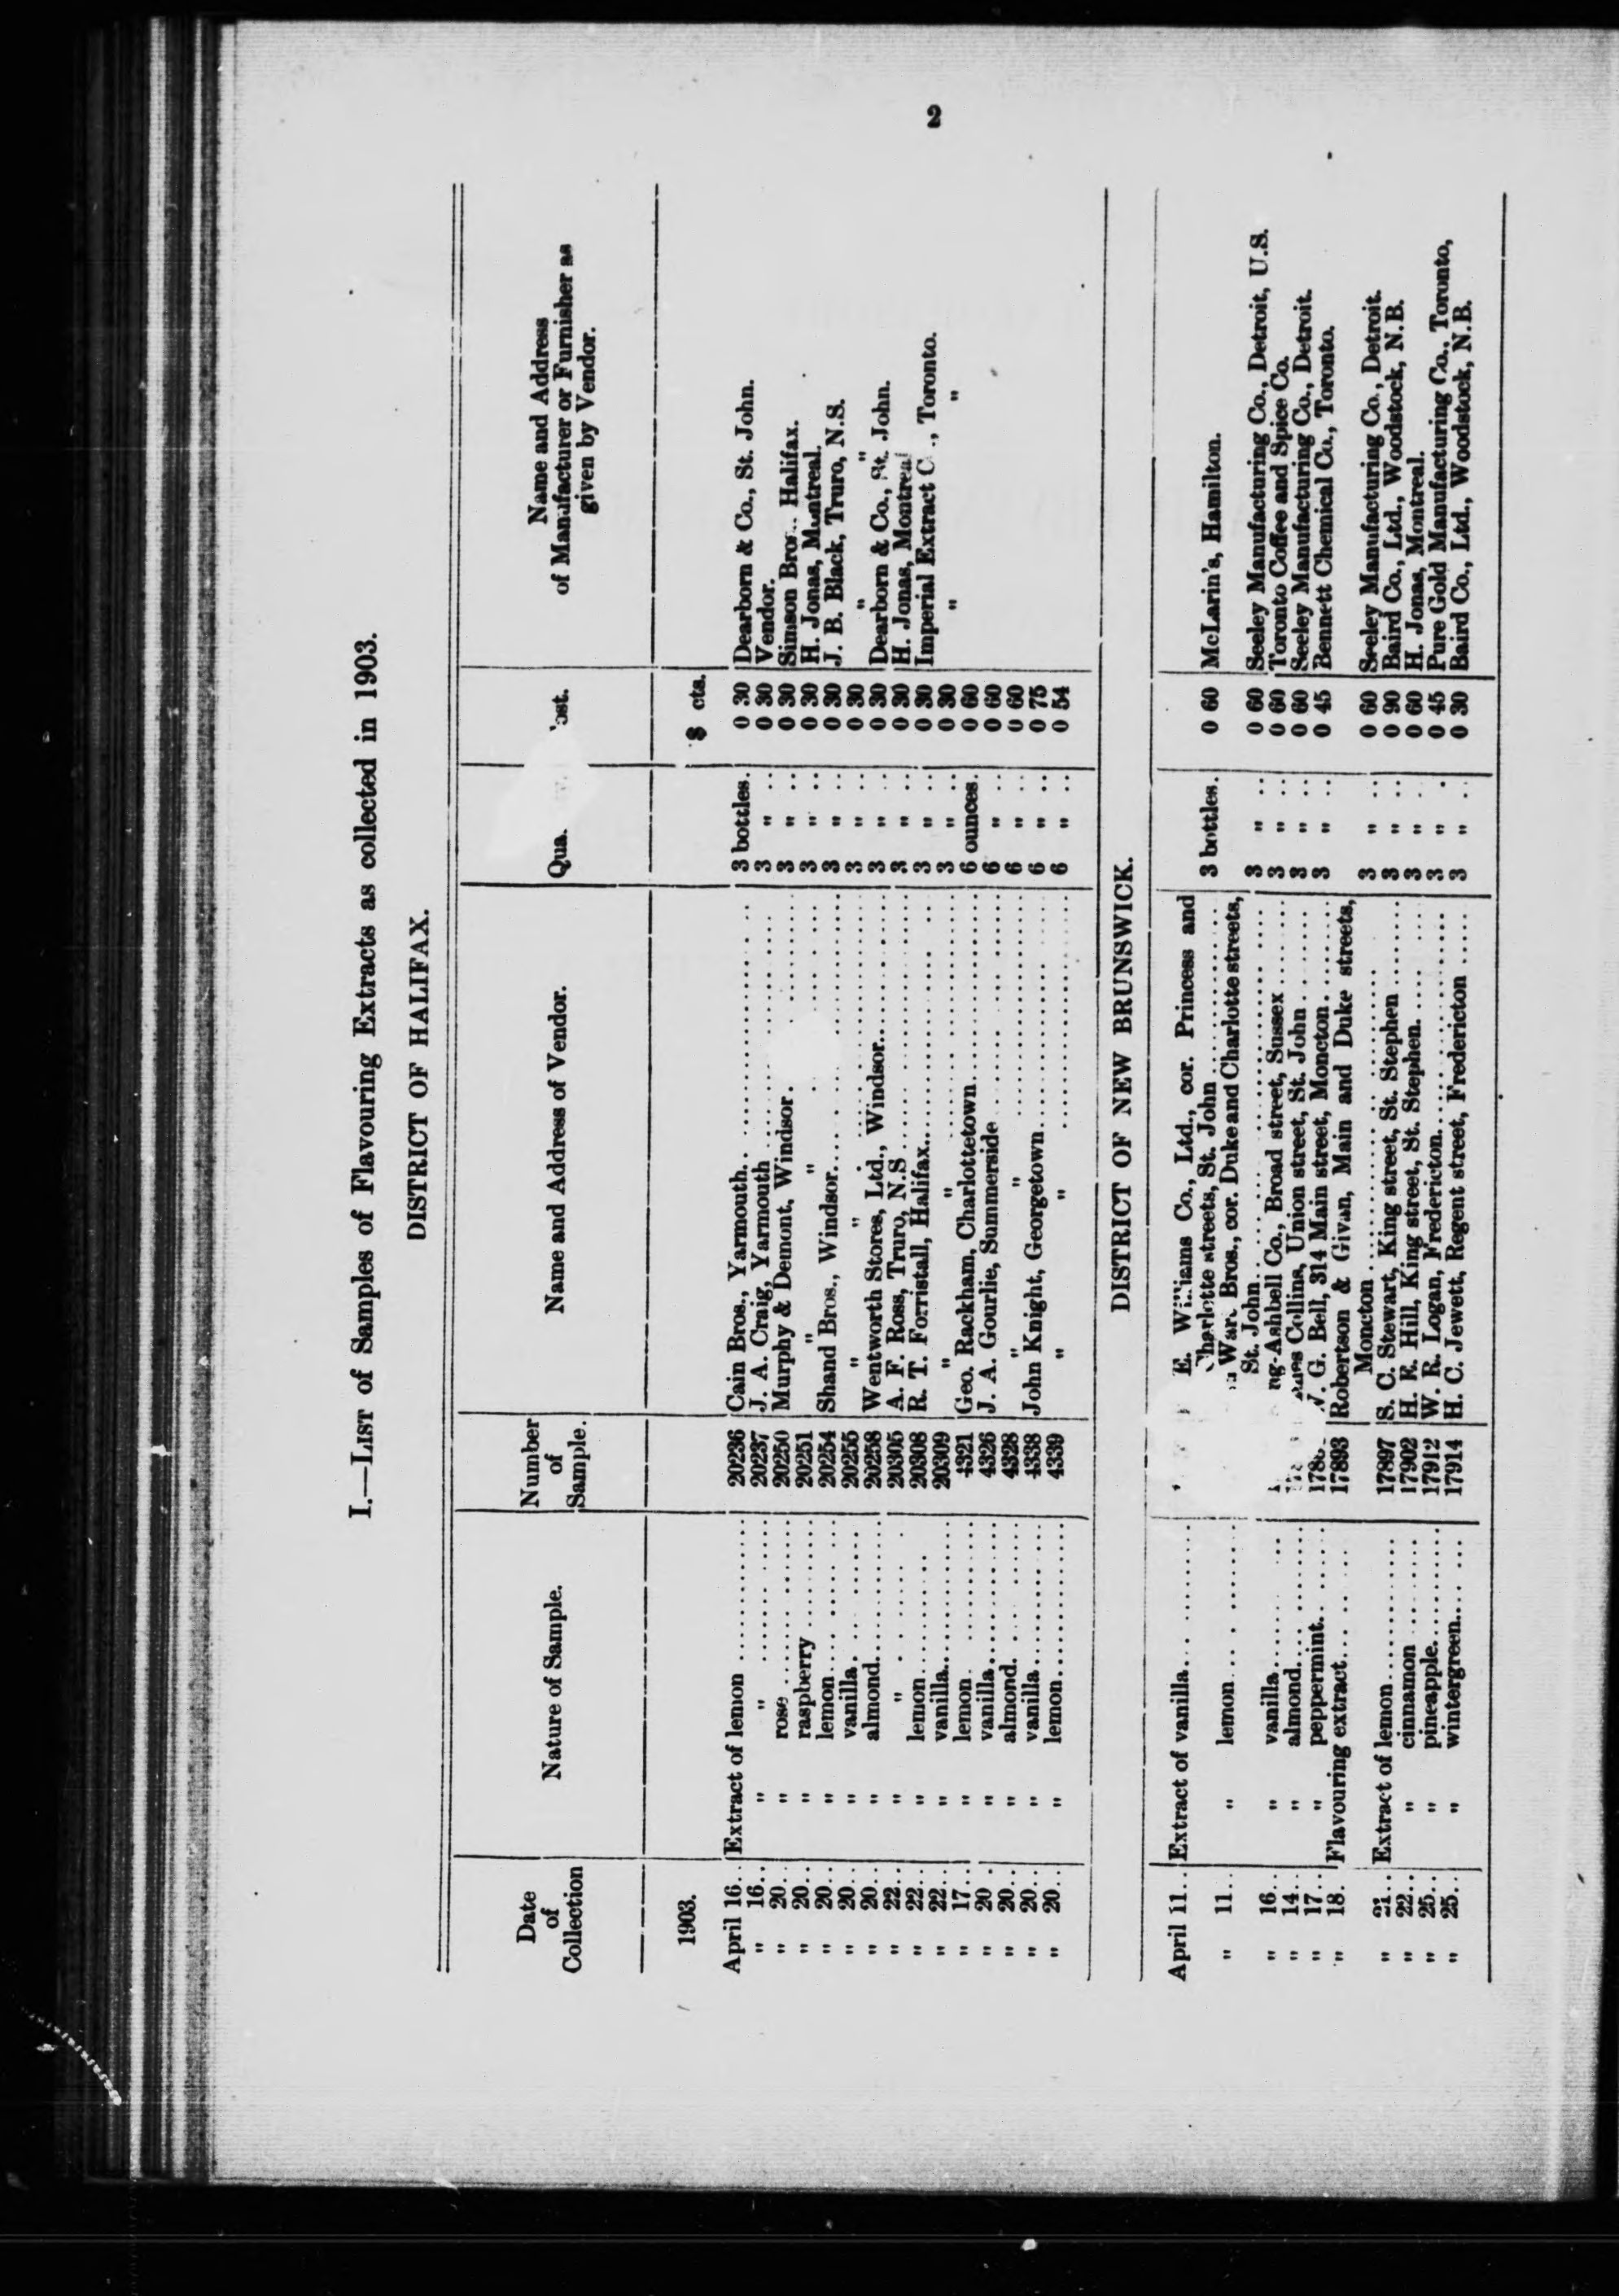 2
I.—LIST of Samples of Flavouring Extracts as collected in 1903.
DISTRICT OF HALIFAX.
Date of Collection
Nature of Sample.
Number of Sample.
Name and Address of Vendor.
Cost.
Name and Address of Manufacturer or Furnisher as given by Vendor.
1903. $ cts.
April 16.. Extract of lemon 20236 Cain Bros., Yarmouth 3 bottles. 0 30 Dearborn & Co., St. John.
" 16.. " " 20237 J. A. Craig, Yarmouth 3 " 0 30 Vendor.
" 20.. " rose 20250 Murphy & Demont, Windsor 3 " 0 30 Simson Bros., Halifax.
" 20.. " raspberry 20251 " " 3 " 0 30 H. Jonas, Montreal.
" 20.. " lemon 20254 Shand Bros., Windsor 3 " 0 30 J. B. Black, Truro, N.S.
" 20.. " vanilla 20255 " " 3 " 0 30 " "
" 20.. " almond 20258 Wentworth Stores, Ltd., Windsor 3 " 0 30 Dearborn & Co., St. John.
" 22.. " " 20305 A. F. Ross, Truro, N.S 3 " 0 30 H. Jonas, Montreal
" 22.. " lemon 20308 R. T. Forristall, Halifax 3 " 0 30 Imperial Extract C ., Toronto.
" 22.. " vanilla 20309 " " 3 " 0 30 " "
" 17.. " lemon 4321 Geo. Rackham, Charlottetown 6 ounces. 0 60
" 20.. " vanilla 4326 J. A. Gourlie, Summerside 6 " 0 60
" 20.. " almond 4328 " " 6 " 0 60
" 20.. " vanilla 4338 John Knight, Georgetown 6 " 0 75
" 20.. " lemon 4339 " " 6 " 0 54
DISTRICT OF NEW BRUNSWICK.
April 11.. Extract of vanilla E. Williams Co., Ltd., cor. Princess and
Charlotte streets, St. John 3 bottles. 0 60 McLarin's, Hamilton.
" 11.. " lemon Bros., cor. Duke and Charlotte streets,
St. John 3 " 0 60 Seeley Manufacturing Co., Detroit, U.S.
" 16.. " vanilla Ashbell Co., Broad street, Sussex 3 " 0 60 Toronto Coffee and Spice Co.
" 14.. " almond Collins, Union street, St. John 3 " 0 60 Seeley Manufacturing Co., Detroit.
" 17.. " peppermint G. Bell, 314 Main street, Moncton 3 " 0 45 Bennett Chemical Co., Toronto.
" 18.. Flavouring extract 17893 Robertson & Givan, Main and Duke streets,
Moncton 3 " 0 60 Seeley Manufacturing Co., Detroit.
" 21.. Extract of lemon 17897 S. C. Stewart, King street, St. Stephen 3 " 0 90 Baird Co., Ltd., Woodstock, N.B.
" 22.. " cinnamon 17902 H. R. Hill, King street, St. Stephen 3 " 0 60 H. Jonas, Montreal.
" 25.. " pineapple 17912 W. R. Logan, Fredericton 3 " 0 45 Pure Gold Manufacturing Co., Toronto,
" 25.. " wintergreen 17914 H. C. Jewett, Regent street, Fredericton 3 " 0 30 Baird Co., Ltd., Woodstock, N.B.